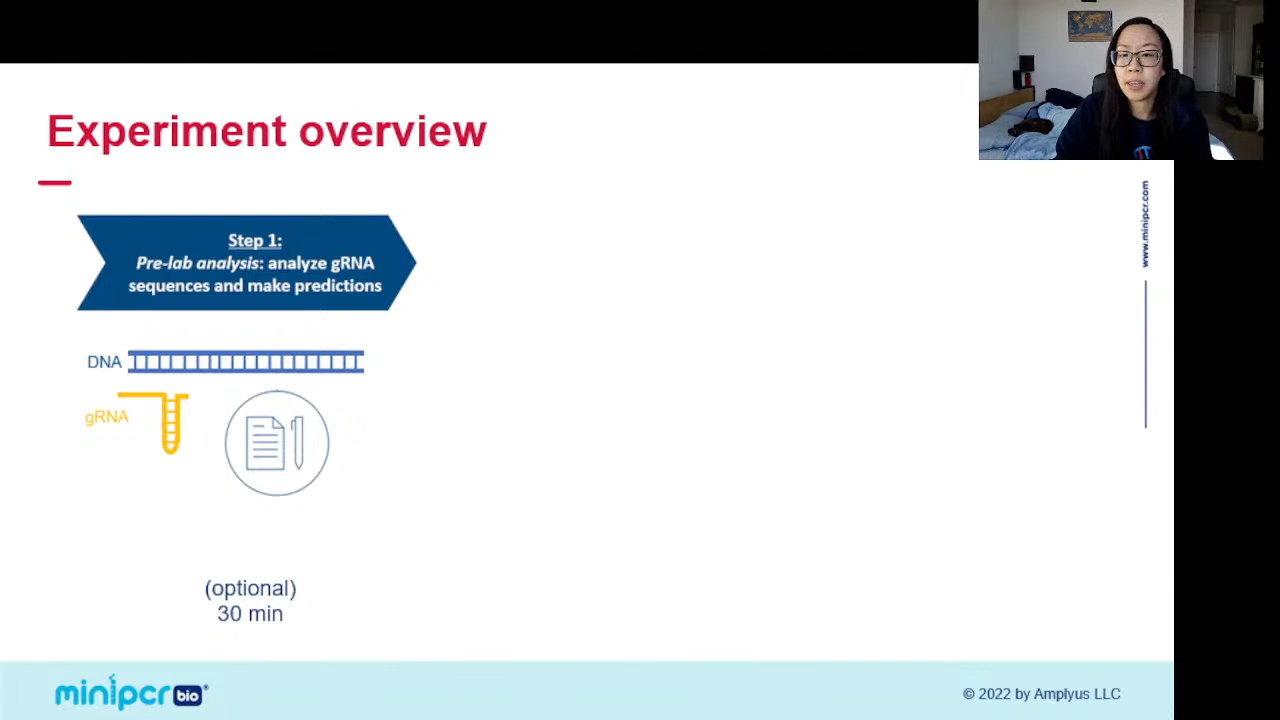 Experiment overview
www.minipcr.com
Step 1:
Pre-lab analysis: analyze gRNA
sequences and make predictions
DNA
gRNA
(optional)
30 min
minipcr bio®
© 2022 by Amplyus LLC